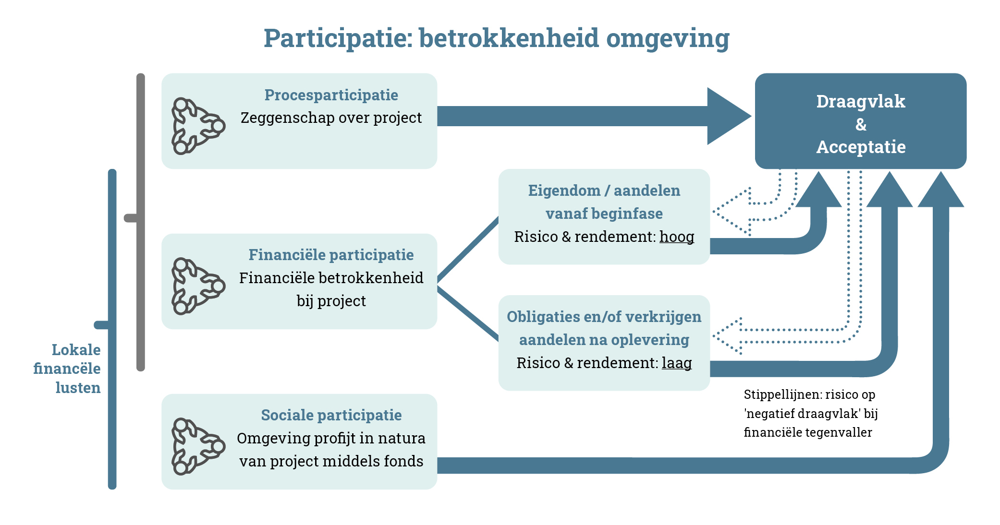 Participatie: betrokkenheid omgeving
Procesparticipatie
Zeggenschap over project
Draagvlak
&
Acceptatie
Eigendom / aandelen
vanaf beginfase
Risico & rendement: hoog
Financiële participatie
Financiële betrokkenheid
bij project
Obligaties en/of verkrijgen
aandelen na oplevering
Risico & rendement: laag
Lokale
financële
lusten
Stippellijnen: risico op
'negatief draagvlak' bij
financiële tegenvaller
Sociale participatie
Omgeving profijt in natura
van project middels fonds